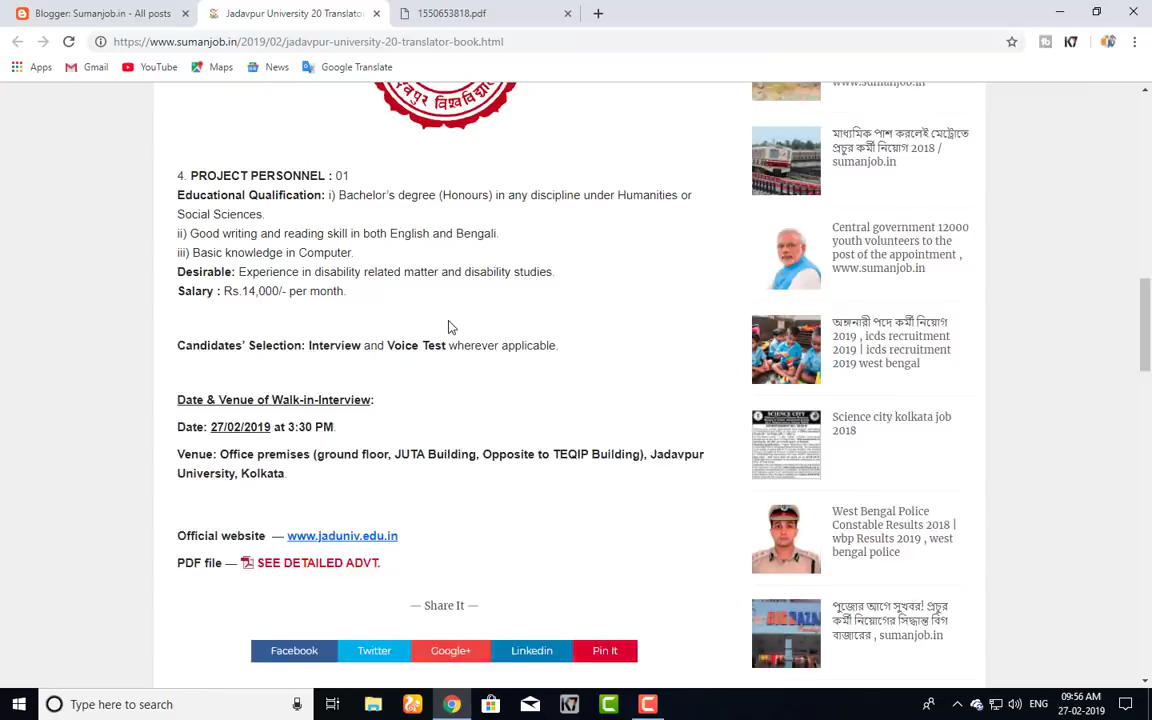 Blogger: Sumanjob.in - All posts
Jadavpur University 20 Translator
1550653818.pdf
https://www.sumanjob.in/2019/02/jadavpur-university-20-translator-book.html
K7
Apps
Gmail
YouTube
Maps
News
Google Translate
4. PROJECT PERSONNEL : 01
Educational Qualification: i) Bachelor's degree (Honours) in any discipline under Humanities or
Social Sciences.
ii) Good writing and reading skill in both English and Bengali.
iii) Basic knowledge in Computer.
Desirable: Experience in disability related matter and disability studies.
Salary : Rs.14,000/- per month.
Candidates' Selection: Interview and Voice Test wherever applicable.
Date & Venue of Walk-in-Interview:
Date: 27/02/2019 at 3:30 PM.
Venue: Office premises (ground floor, JUTA Building, Opposite to TEQIP Building), Jadavpur
University, Kolkata.
Official website — www.jaduniv.edu.in
PDF file — SEE DETAILED ADVT.
— Share It —
Facebook
Twitter
Google+
Linkedin
Pin It
www.sumanjob.in
মাধ্যমিক পাশ করলেই মেট্রোতে
প্রচুর কর্মী নিয়োগ 2018 /
sumanjob.in
Central government 12000
youth volunteers to the
post of the appointment ,
www.sumanjob.in
অঙ্গনারী পদে কর্মী নিয়োগ
2019 , icds recruitment
2019 | icds recruitment
2019 west bengal
SCIENCE CITY
Science city kolkata job
2018
West Bengal Police
Constable Results 2018 |
wbp Results 2019 , west
bengal police
পুজোর আগে সুখবর! প্রচুর
কর্মী নিয়োগের সিদ্ধান্ত বিগ
বাজারের , sumanjob.in
Type here to search
K7
ENG
09:56 AM
27-02-2019